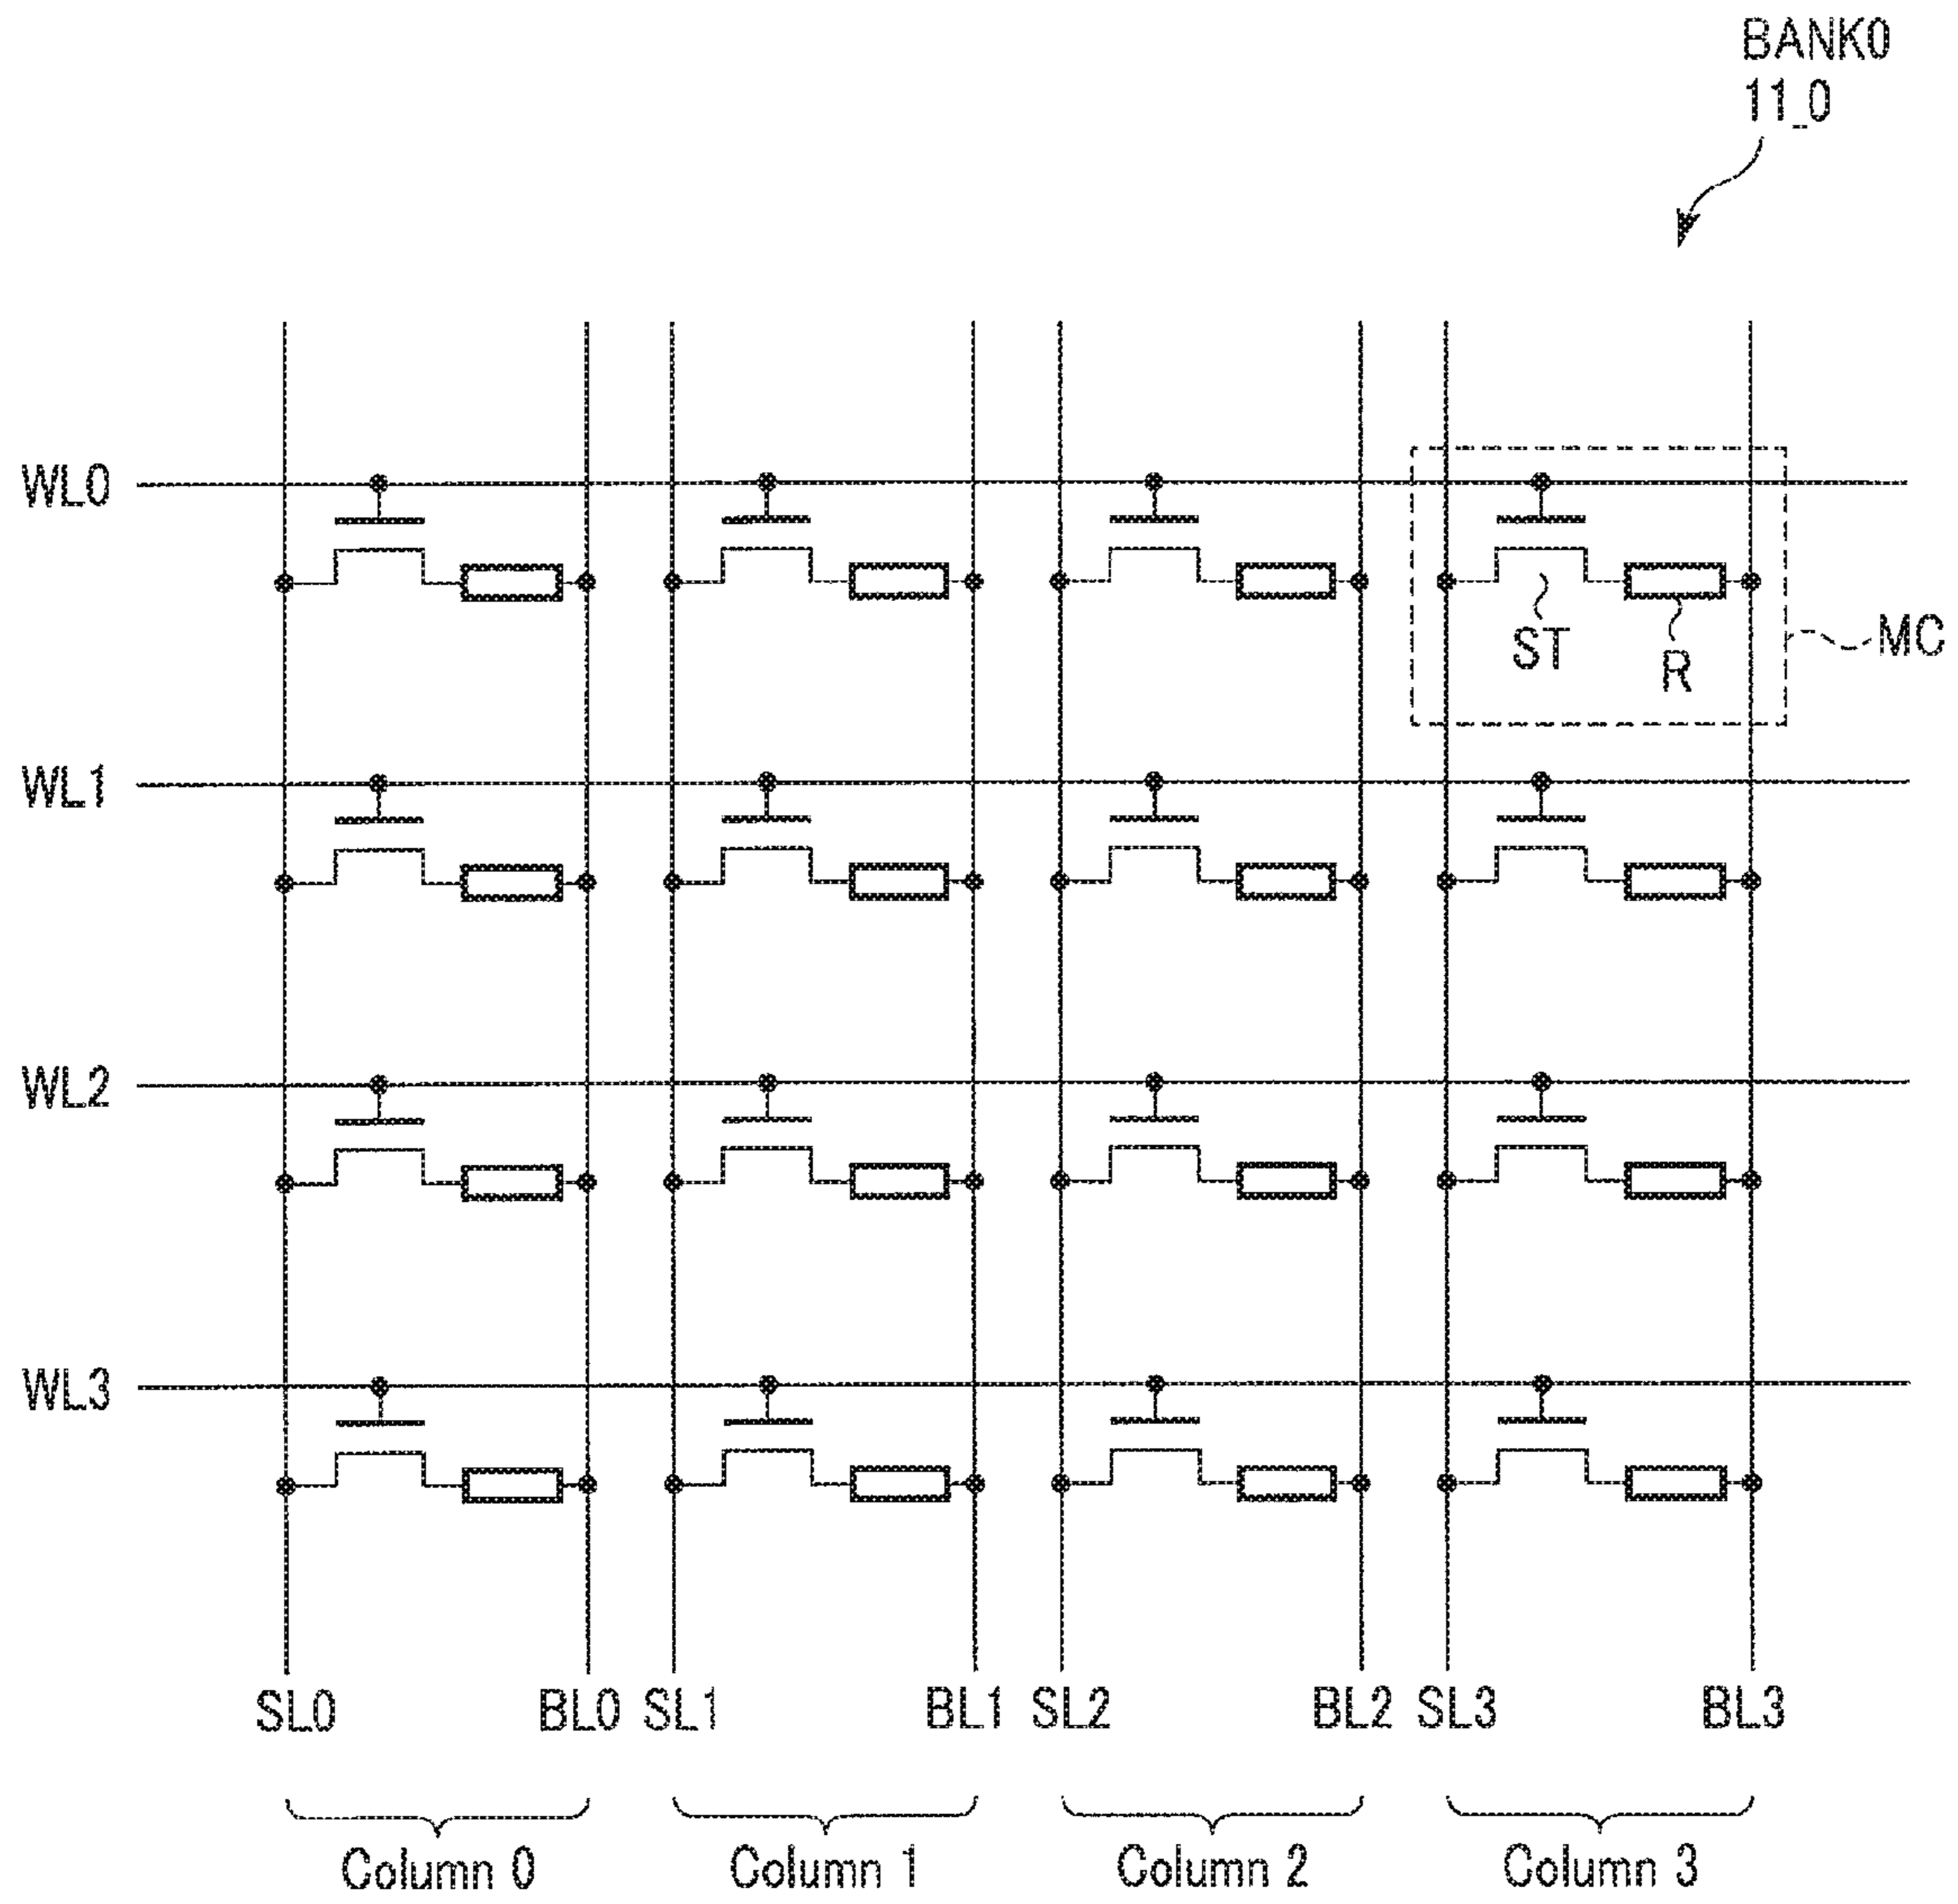 BANK0
11_0
WL0
ST
R
MC
WL1
WL2
WL3
SL0 BL0 SL1 BL1 SL2 BL2 SL3 BL3
Column 0 Column 1 Column 2 Column 3